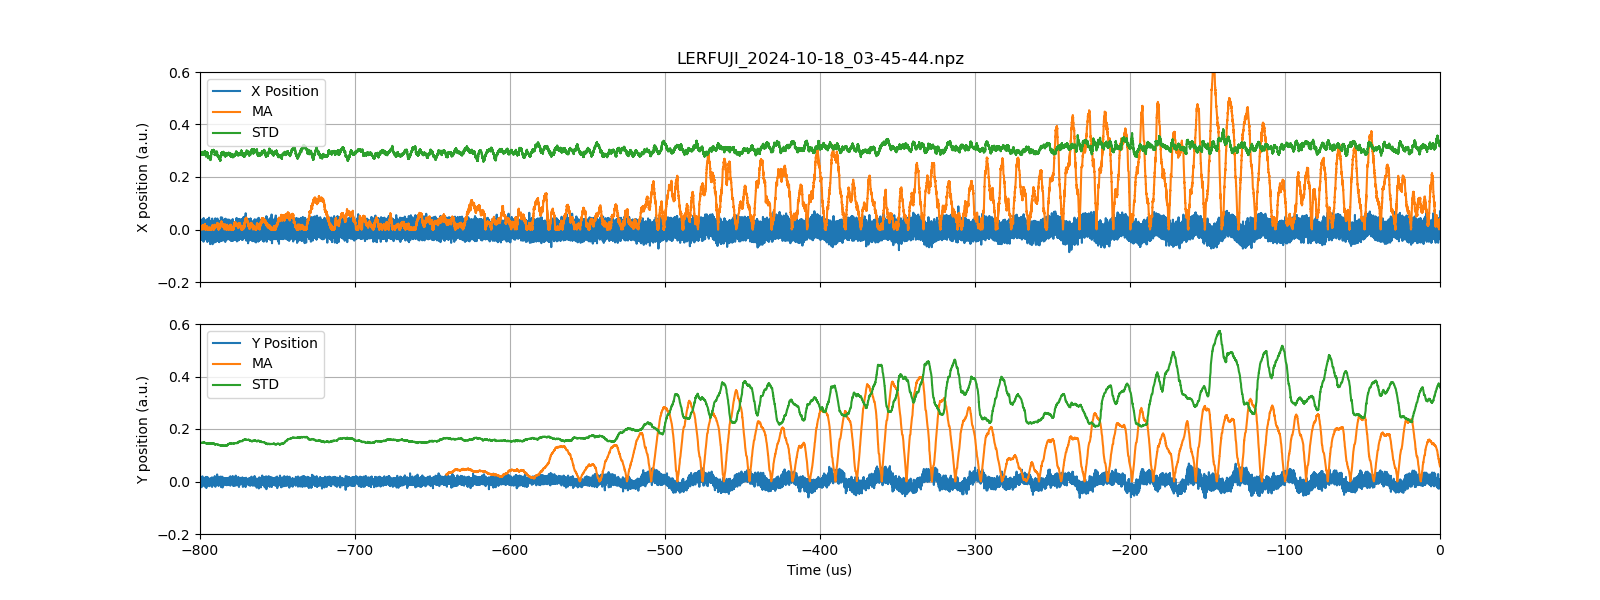 LERFUJI_2024-10-18_03-45-44.npz
0.6
0.4
0.2
0.0
−0.2
X position (a.u.)
X Position
MA
STD
0.6
0.4
0.2
0.0
−0.2
Y position (a.u.)
Y Position
MA
STD
−800 −700 −600 −500 −400 −300 −200 −100 0
Time (us)